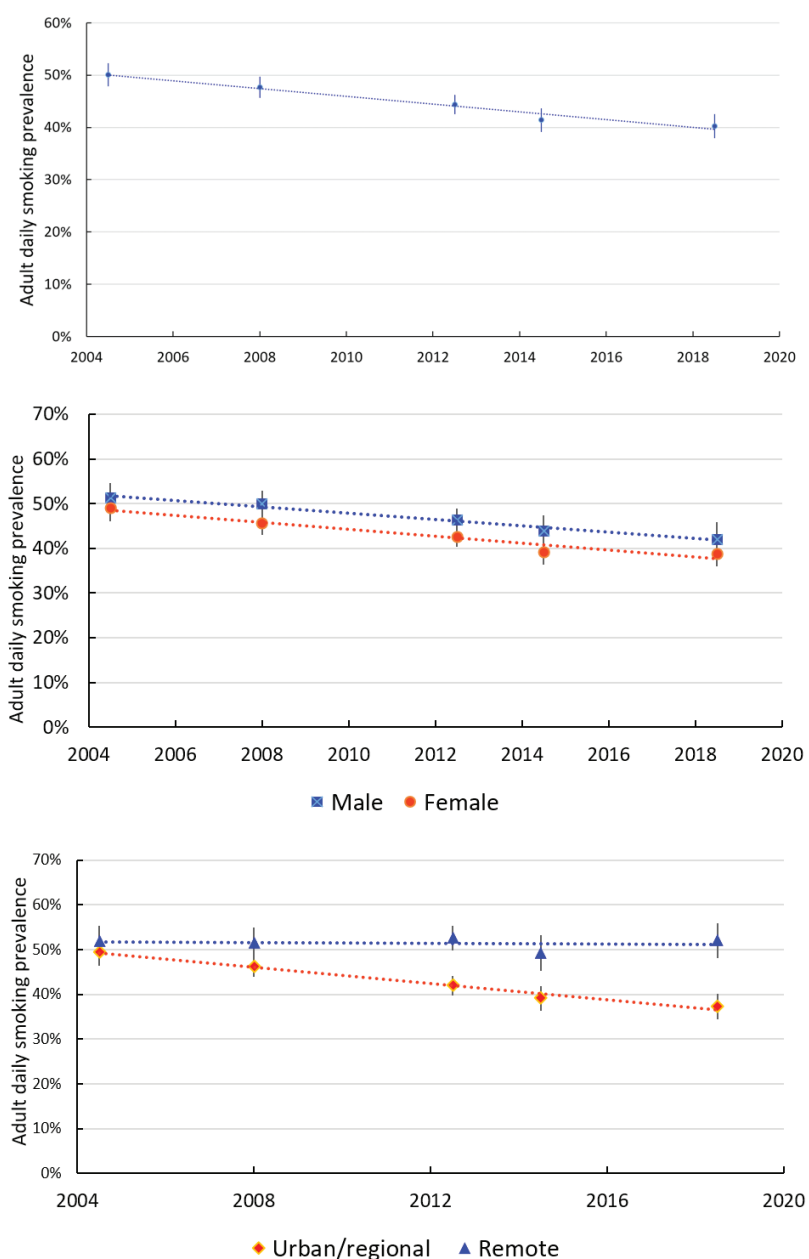 Adult daily smoking prevalence
60%
50%
40%
30%
20%
10%
0%
2004 2006 2008 2010 2012 2014 2016 2018 2020
Adult daily smoking prevalence
70%
60%
50%
40%
30%
20%
10%
0%
2004 2006 2008 2010 2012 2014 2016 2018 2020
Male Female
Adult daily smoking prevalence
70%
60%
50%
40%
30%
20%
10%
0%
2004 2008 2012 2016 2020
Urban/regional Remote